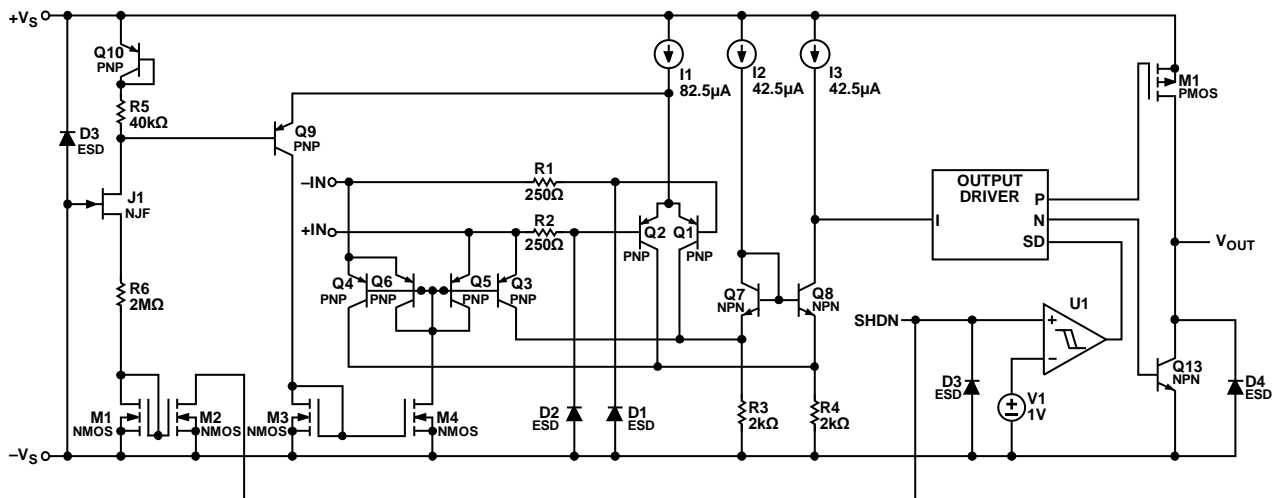 +VS
Q10
PNP
R5
40kΩ
D3
ESD
J1
NJF
R6
2MΩ
M1
NMOS
M2
NMOS
–VS
Q9
PNP
M3
NMOS
M4
NMOS
–IN
+IN
R1
250Ω
R2
250Ω
Q4
PNP
Q6
PNP
Q5
PNP
Q3
PNP
Q2
PNP
Q1
PNP
D2
ESD
D1
ESD
I1
82.5µA
I2
42.5µA
I3
42.5µA
Q7
NPN
Q8
NPN
R3
2kΩ
R4
2kΩ
OUTPUT
DRIVER
I
P
N
SD
SHDN
D3
ESD
V1
1V
U1
+
–
M1
PMOS
VOUT
Q13
NPN
D4
ESD